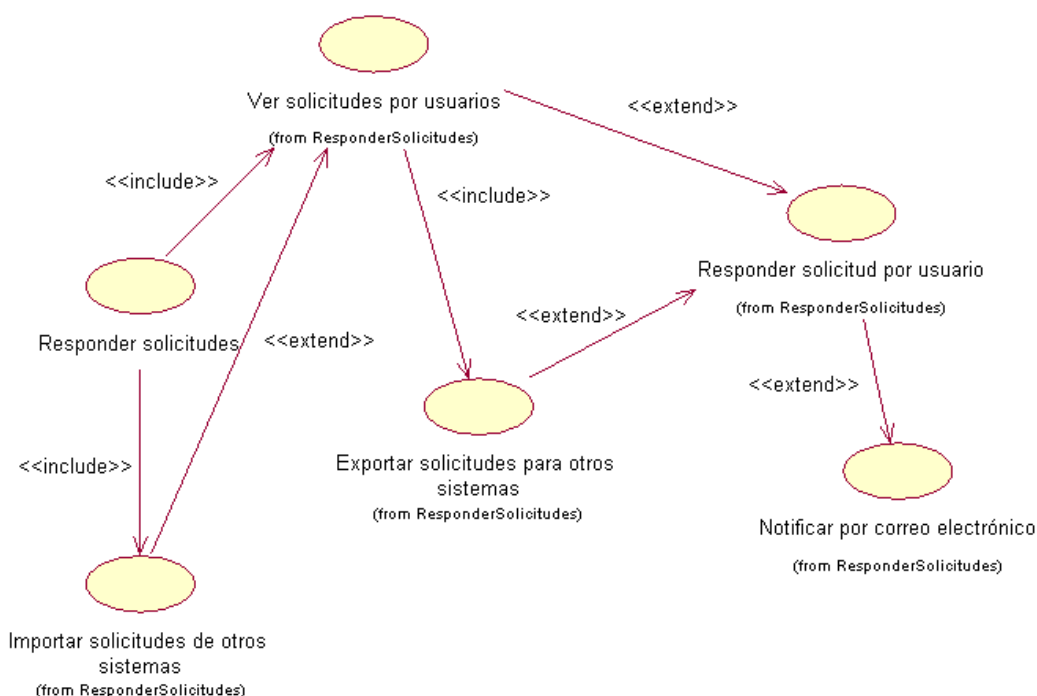 Ver solicitudes por usuarios
(from ResponderSolicitudes)
<<extend>>
<<include>>
<<include>>
Responder solicitud por usuario
(from ResponderSolicitudes)
<<extend>>
Responder solicitudes
<<extend>>
<<extend>>
<<include>>
Exportar solicitudes para otros
sistemas
(from ResponderSolicitudes)
Notificar por correo electrónico
(from ResponderSolicitudes)
Importar solicitudes de otros
sistemas
(from ResponderSolicitudes)